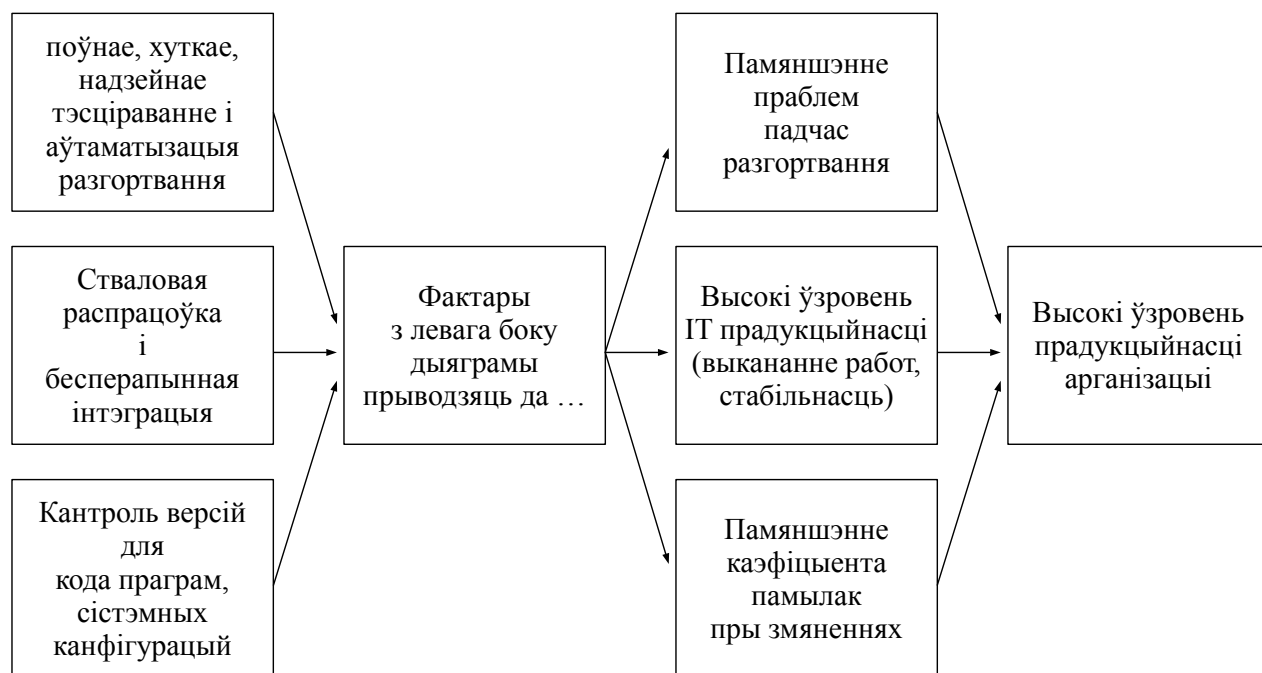 поўнае, хуткае,
надзейнае
тэсціраванне і
аўтаматызацыя
разгортвання
Стваловая
распрацоўка
і
бесперапынная
інтэграцыя
Кантроль версій
для
кода праграм,
сістэмных
канфігурацый
Фактары
з левага боку
дыяграмы
прыводзяць да …
Памяншэнне
праблем
падчас
разгортвання
Высокі ўзровень
ІТ прадукцыйнасці
(выкананне работ,
стабільнасць)
Памяншэнне
каэфіцыента
памылак
пры змяненнях
Высокі ўзровень
прадукцыйнасці
арганізацыі